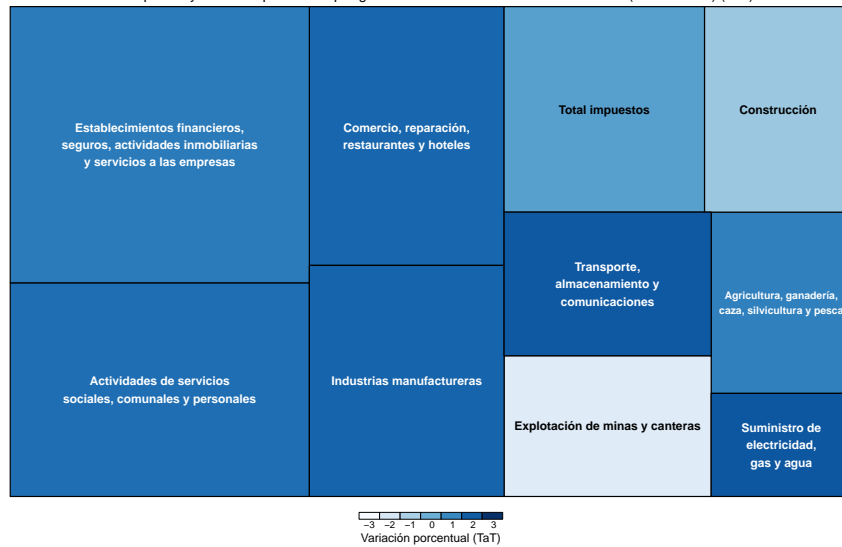 Establecimientos financieros,
seguros, actividades inmobiliarias
y servicios a las empresas
Comercio, reparación,
restaurantes y hoteles
Total impuestos
Construcción
Transporte,
almacenamiento y
comunicaciones
Agricultura, ganadería,
caza, silvicultura y pesca
Actividades de servicios
sociales, comunales y personales
Industrias manufactureras
Explotación de minas y canteras
Suministro de
electricidad,
gas y agua
−3 −2 −1 0 1 2 3
Variación porcentual (TaT)